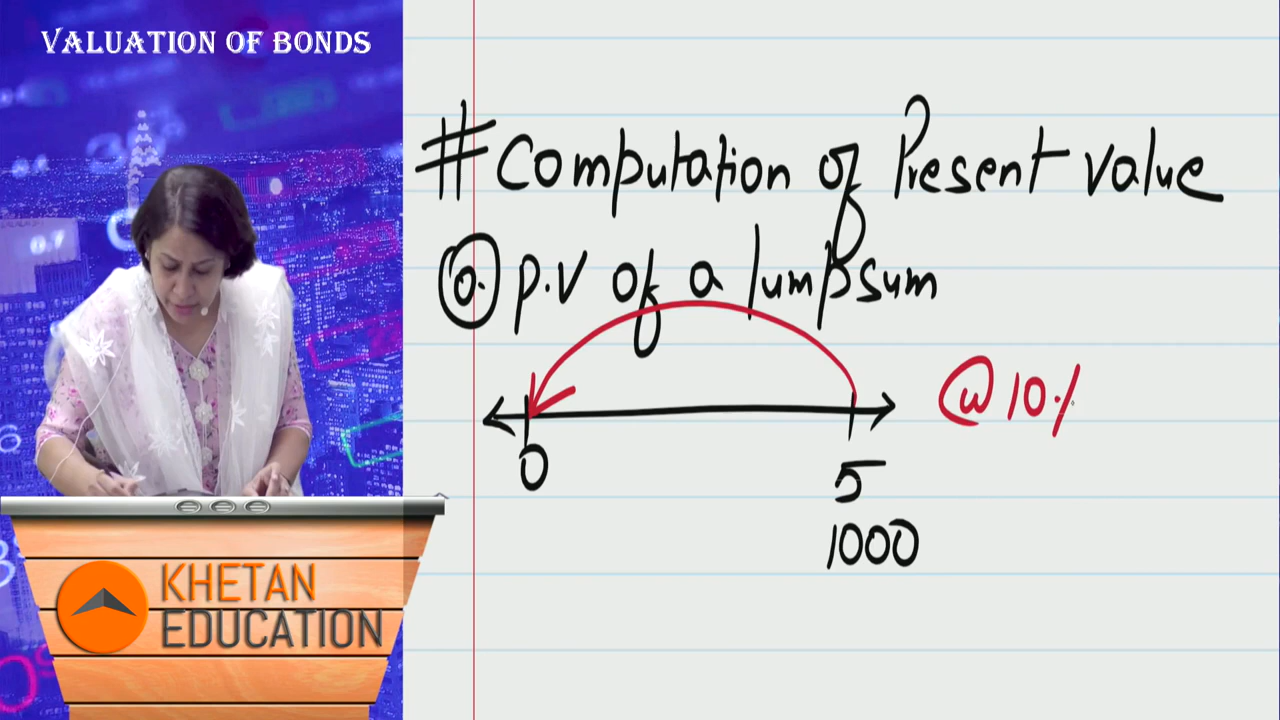 VALUATION OF BONDS
# Computation of Present value
a. P.V of a lumpsum
@ 10%
0
5
1000
KHETAN
EDUCATION